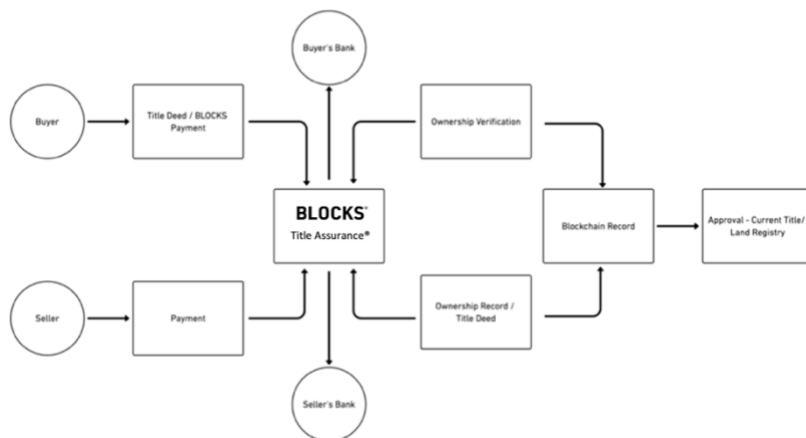 Buyer's Bank
Buyer
Title Deed / BLOCKS
Payment
Ownership Verification
BLOCKS®
Title Assurance®
Blockchain Record
Approval - Current Title/
Land Registry
Seller
Payment
Ownership Record /
Title Deed
Seller's Bank